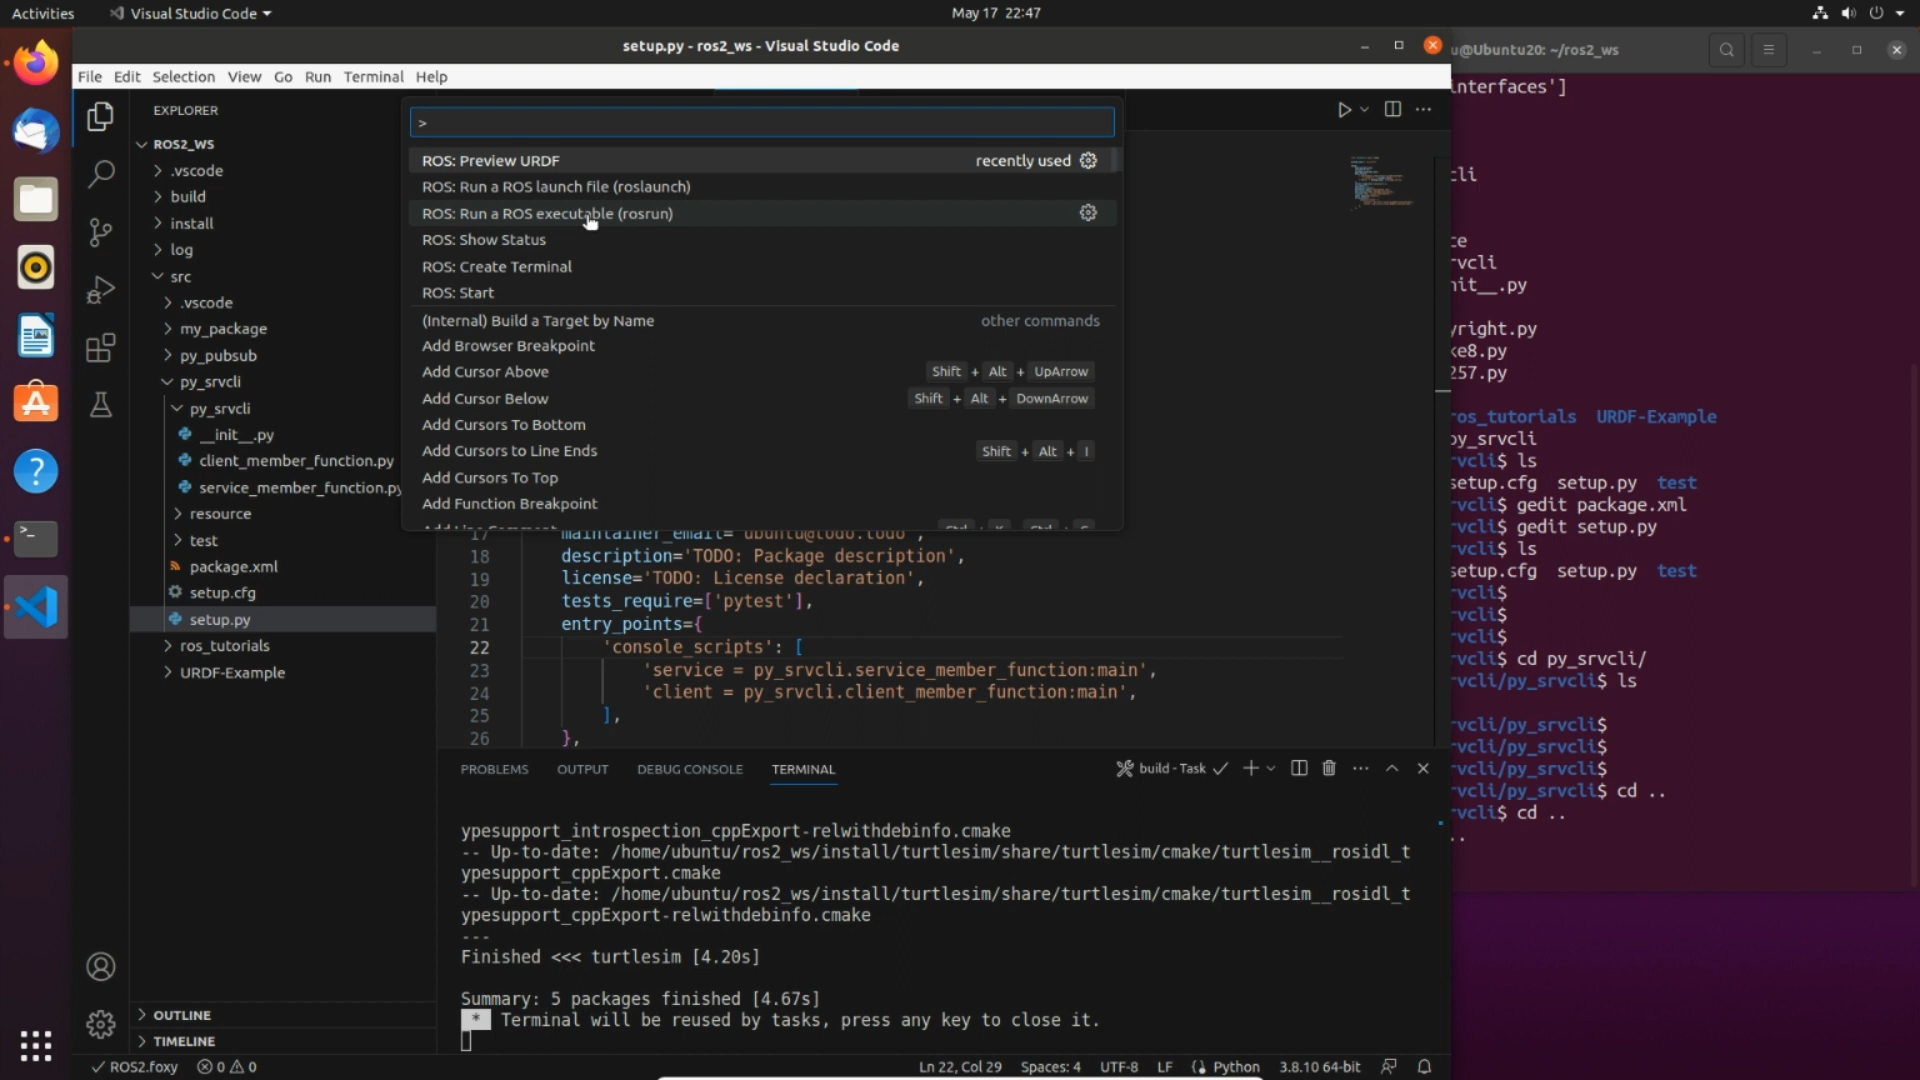 Activities
Visual Studio Code
May 17 22:47
setup.py - ros2_ws - Visual Studio Code
File Edit Selection View Go Run Terminal Help
EXPLORER
ROS2_WS
.vscode
build
install
log
src
.vscode
my_package
py_pubsub
py_srvcli
py_srvcli
__init__.py
client_member_function.py
service_member_function.py
resource
test
package.xml
setup.cfg
setup.py
ros_tutorials
URDF-Example
OUTLINE
TIMELINE
>
ROS: Preview URDF recently used
ROS: Run a ROS launch file (roslaunch)
ROS: Run a ROS executable (rosrun)
ROS: Show Status
ROS: Create Terminal
ROS: Start
(Internal) Build a Target by Name other commands
Add Browser Breakpoint
Add Cursor Above Shift + Alt + UpArrow
Add Cursor Below Shift + Alt + DownArrow
Add Cursors To Bottom
Add Cursors to Line Ends Shift + Alt + I
Add Cursors To Top
Add Function Breakpoint
17 maintainer_email='ubuntu@todo.todo',
18 description='TODO: Package description',
19 license='TODO: License declaration',
20 tests_require=['pytest'],
21 entry_points={
22 'console_scripts': [
23 'service = py_srvcli.service_member_function:main',
24 'client = py_srvcli.client_member_function:main',
25 ],
26 },
PROBLEMS OUTPUT DEBUG CONSOLE TERMINAL
build - Task
ypesupport_introspection_cppExport-relwithdebinfo.cmake
-- Up-to-date: /home/ubuntu/ros2_ws/install/turtlesim/share/turtlesim/cmake/turtlesim__rosidl_t
ypesupport_cppExport.cmake
-- Up-to-date: /home/ubuntu/ros2_ws/install/turtlesim/share/turtlesim/cmake/turtlesim__rosidl_t
ypesupport_cppExport-relwithdebinfo.cmake
---
Finished <<< turtlesim [4.20s]
Summary: 5 packages finished [4.67s]
* Terminal will be reused by tasks, press any key to close it.
ROS2.foxy 0 0
Ln 22, Col 29 Spaces: 4 UTF-8 LF Python 3.8.10 64-bit
u@Ubuntu20: ~/ros2_ws
interfaces']
cli
ce
rvcli
nit__.py
yright.py
ke8.py
257.py
ros_tutorials URDF-Example
py_srvcli
rvcli$ ls
setup.cfg setup.py test
rvcli$ gedit package.xml
rvcli$ gedit setup.py
rvcli$ ls
setup.cfg setup.py test
rvcli$
rvcli$
rvcli$
rvcli$ cd py_srvcli/
rvcli/py_srvcli$ ls
rvcli/py_srvcli$
rvcli/py_srvcli$
rvcli/py_srvcli$
rvcli/py_srvcli$ cd ..
rvcli$ cd ..
..